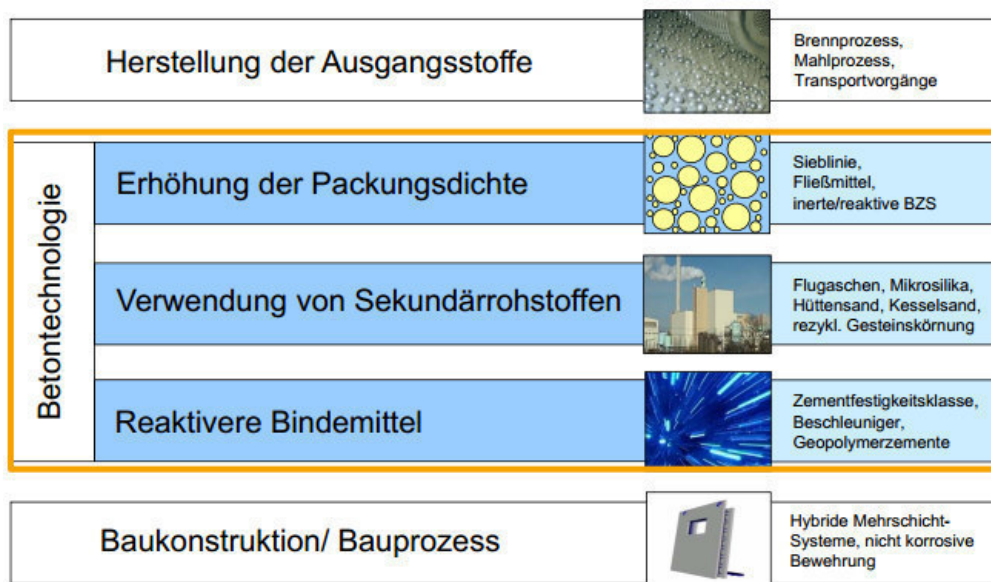 Herstellung der Ausgangsstoffe
Brennprozess,
Mahlprozess,
Transportvorgänge
Betontechnologie
Erhöhung der Packungsdichte
Sieblinie,
Fließmittel,
inerte/reaktive BZS
Verwendung von Sekundärrohstoffen
Flugaschen, Mikrosilika,
Hüttensand, Kesselsand,
rezykl. Gesteinskörnung
Reaktivere Bindemittel
Zementfestigkeitsklasse,
Beschleuniger,
Geopolymerzemente
Baukonstruktion/ Bauprozess
Hybride Mehrschicht-
Systeme, nicht korrosive
Bewehrung